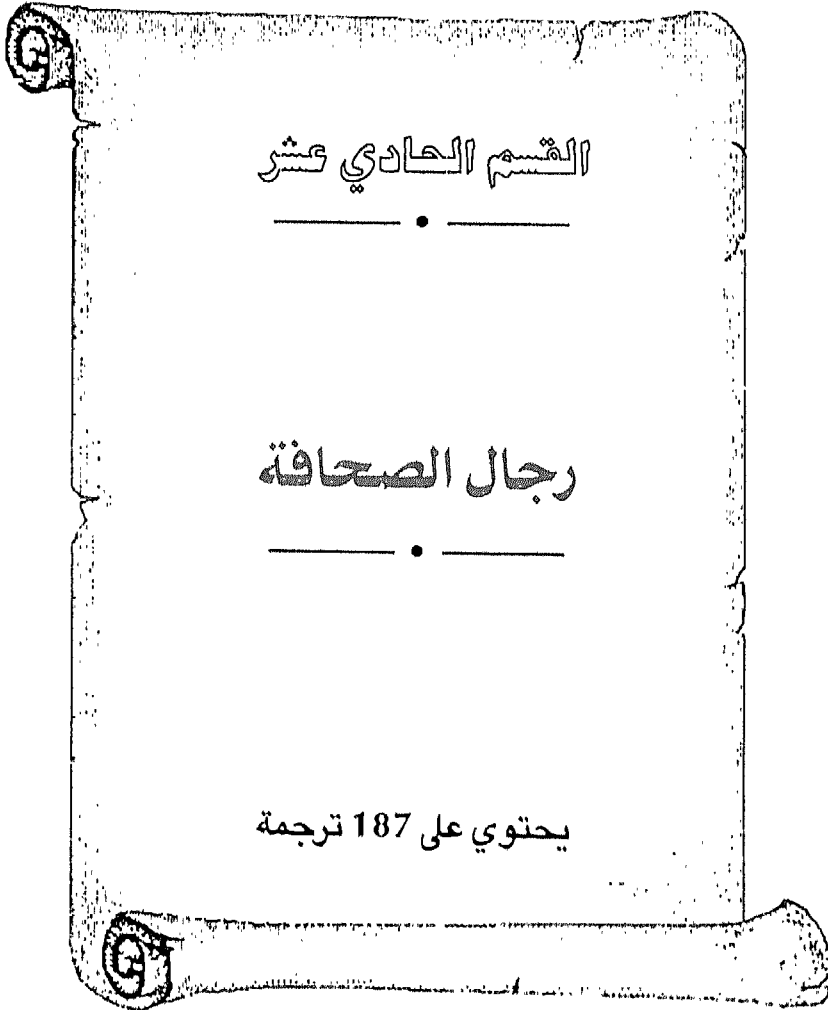 القسم الحادي عشر
رجال الصحافة
يحتوي على 187 ترجمة